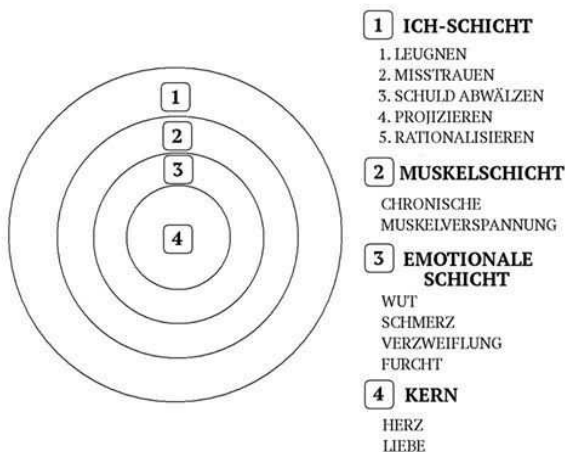 1
2
3
4
1 ICH-SCHICHT
1. LEUGNEN
2. MISSTRAUEN
3. SCHULD ABWÄLZEN
4. PROJIZIEREN
5. RATIONALISIEREN
2 MUSKELSCHICHT
CHRONISCHE
MUSKELVERSPANNUNG
3 EMOTIONALE
SCHICHT
WUT
SCHMERZ
VERZWEIFLUNG
FURCHT
4 KERN
HERZ
LIEBE